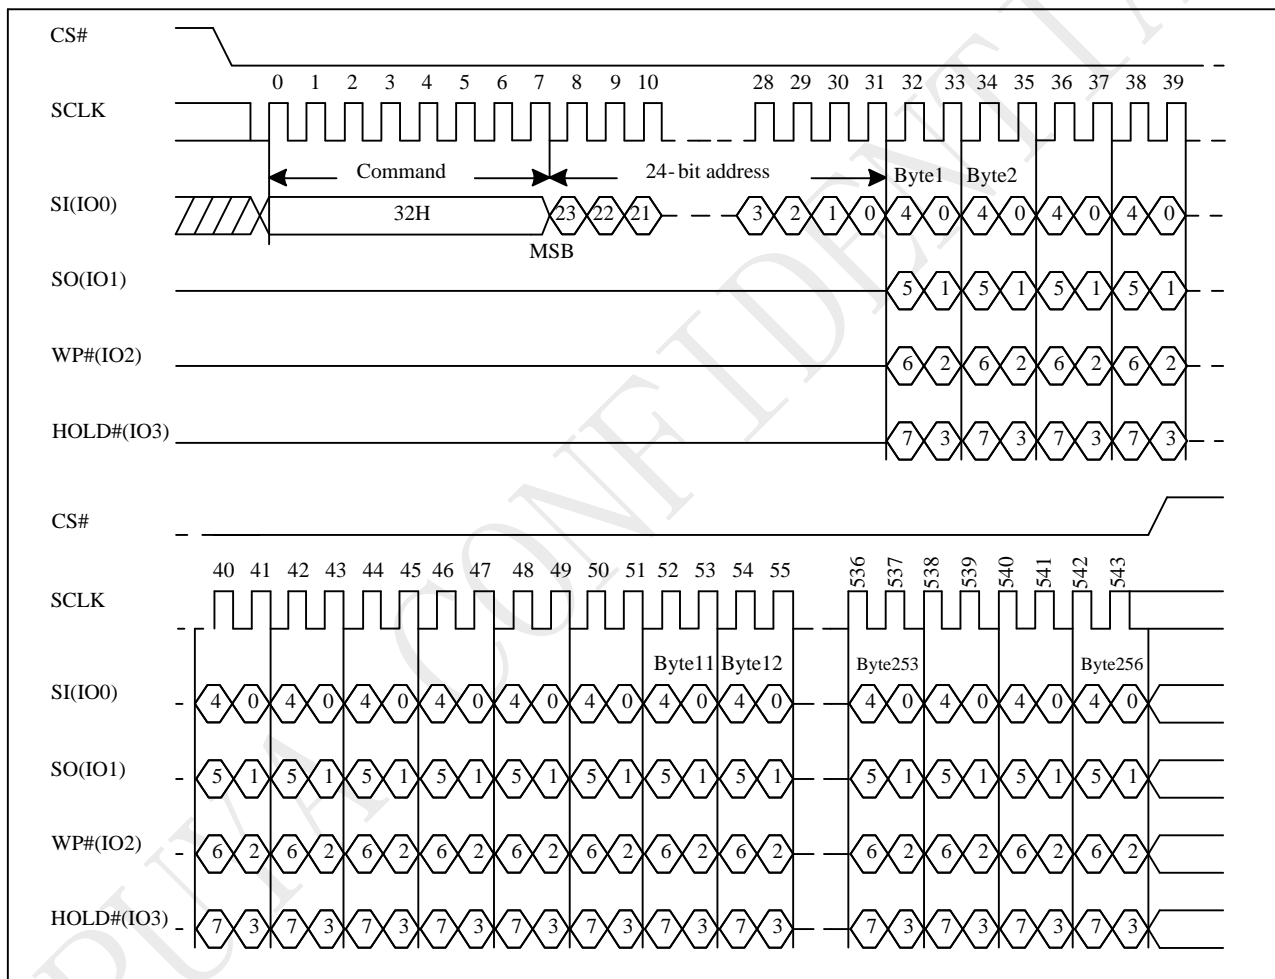 CS#
0 1 2 3 4 5 6 7 8 9 10 28 29 30 31 32 33 34 35 36 37 38 39
SCLK
Command 24-bit address Byte1 Byte2
SI(IO0) 32H 23 22 21 3 2 1 0 4 0 4 0 4 0 4 0
MSB
SO(IO1) 5 1 5 1 5 1 5 1
WP#(IO2) 6 2 6 2 6 2 6 2
HOLD#(IO3) 7 3 7 3 7 3 7 3
CS#
40 41 42 43 44 45 46 47 48 49 50 51 52 53 54 55 536 537 538 539 540 541 542 543
SCLK
Byte11 Byte12 Byte253 Byte256
SI(IO0) 4 0 4 0 4 0 4 0 4 0 4 0 4 0 4 0 4 0 4 0 4 0 4 0
SO(IO1) 5 1 5 1 5 1 5 1 5 1 5 1 5 1 5 1 5 1 5 1 5 1 5 1
WP#(IO2) 6 2 6 2 6 2 6 2 6 2 6 2 6 2 6 2 6 2 6 2 6 2 6 2
HOLD#(IO3) 7 3 7 3 7 3 7 3 7 3 7 3 7 3 7 3 7 3 7 3 7 3 7 3
PUYA CONFIDENTIA